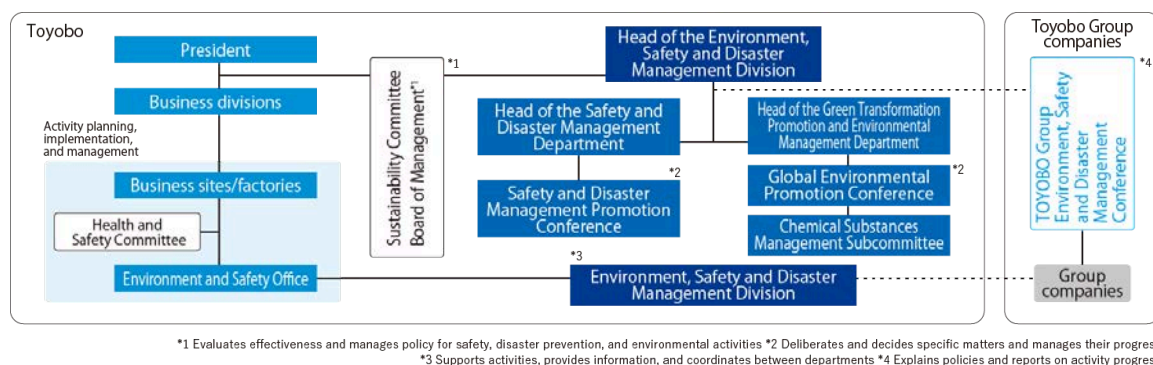 Toyobo
President
Business divisions
Activity planning,
implementation,
and management
Business sites/factories
Health and
Safety Committee
Environment and Safety Office
Sustainability Committee
Board of Management*1
*1
Head of the Environment,
Safety and Disaster
Management Division
Head of the Safety and
Disaster Management
Department
*2
Safety and Disaster
Management Promotion
Conference
Head of the Green Transformation
Promotion and Environmental
Management Department
*2
Global Environmental
Promotion Conference
Chemical Substances
Management Subcommittee
*3
Environment, Safety and Disaster
Management Division
Toyobo Group
companies
*4
TOYOBO Group
Environment, Safety
and Disaster
Management
Conference
Group
companies
*1 Evaluates effectiveness and manages policy for safety, disaster prevention, and environmental activities *2 Deliberates and decides specific matters and manages their progres
*3 Supports activities, provides information, and coordinates between departments *4 Explains policies and reports on activity progres